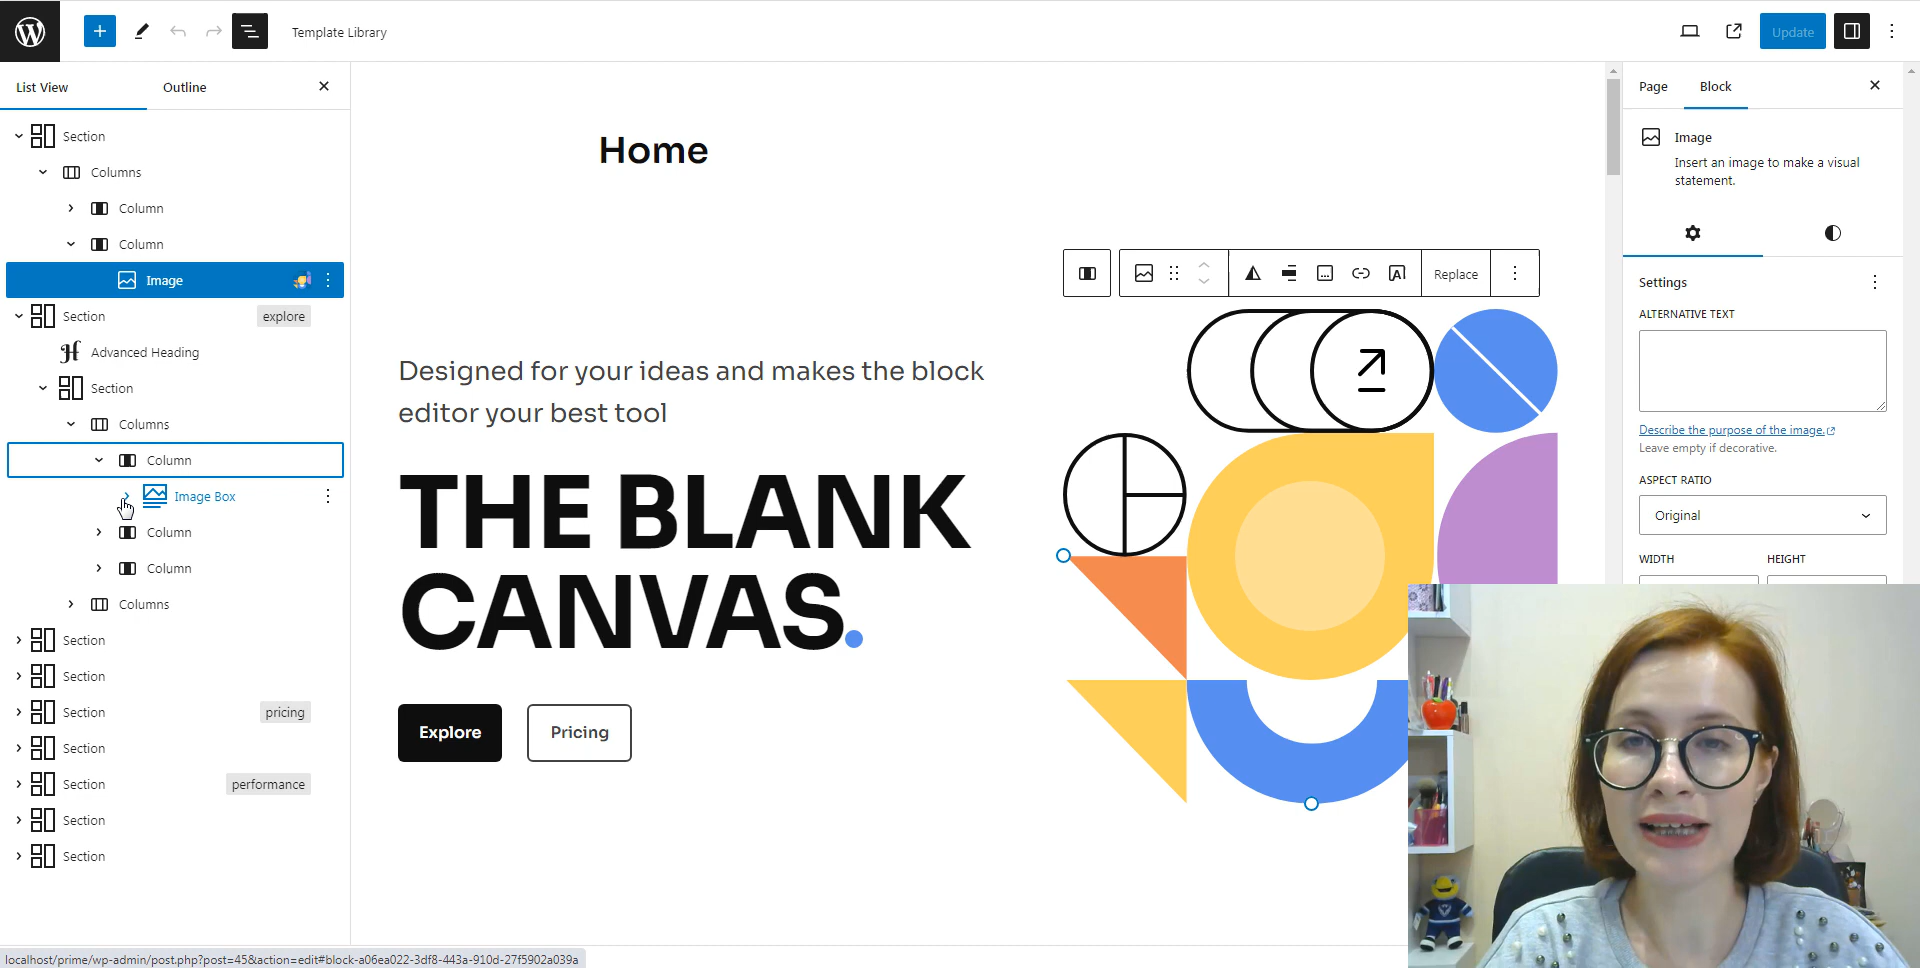 Template Library
Update
List View
Outline
Section
Columns
Column
Column
Image
Section
explore
Advanced Heading
Section
Columns
Column
Image Box
Column
Column
Columns
Section
Section
Section
pricing
Section
Section
performance
Section
Section
localhost/prime/wp-admin/post.php?post=45&action=edit#block-a06ea022-3df8-443a-910d-27f5902a039a
Home
Replace
Designed for your ideas and makes the block
editor your best tool
THE BLANK
CANVAS.
Explore
Pricing
Page
Block
Image
Insert an image to make a visual
statement.
Settings
ALTERNATIVE TEXT
Describe the purpose of the image.
Leave empty if decorative.
ASPECT RATIO
Original
WIDTH
HEIGHT